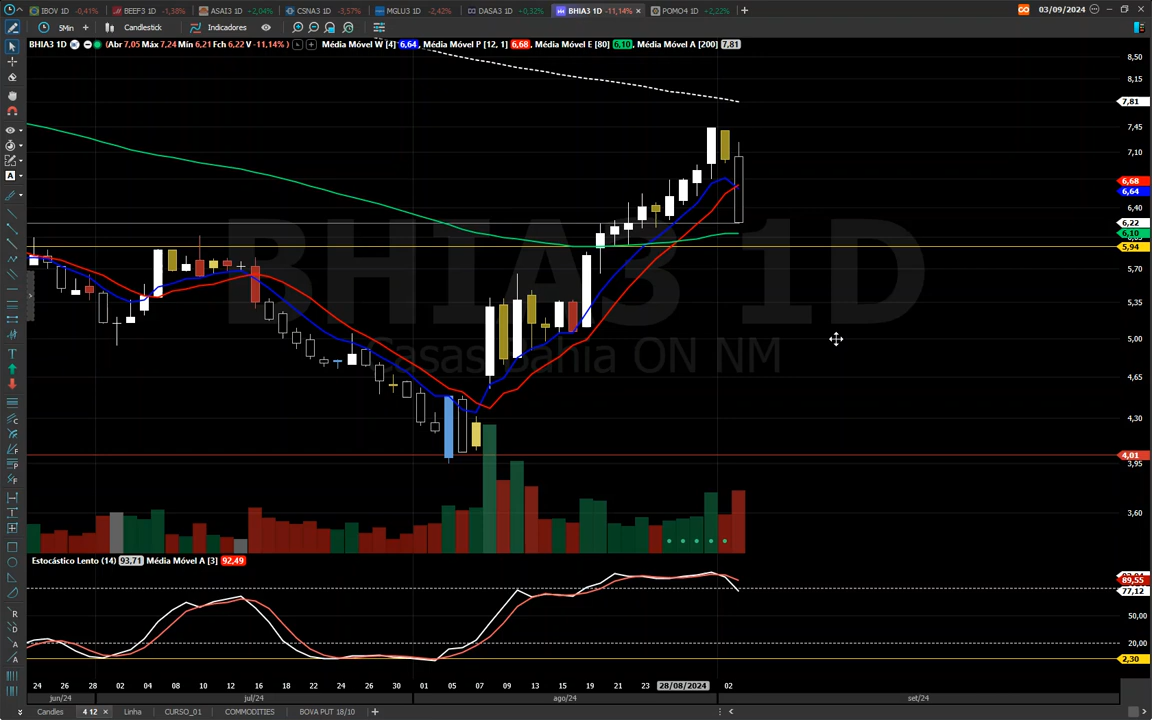 IBOV 1D -0,41%
BEEF3 1D -1,38%
ASAI3 1D +2,04%
CSNA3 1D -3,57%
MGLU3 1D -2,42%
DASA3 1D +0,32%
BHIA3 1D -11,14% ×
POMO4 1D +2,22%
03/09/2024
5Min
Candlestick
Indicadores
BHIA3 1D (Abr 7,05 Máx 7,24 Mín 6,21 Fch 6,22 V -11,14% ) Média Móvel W [4] 6,64, Média Móvel P [12, 1] 6,68, Média Móvel E [80] 6,10, Média Móvel A [200] 7,81
8,50
8,15
7,81
7,45
7,10
6,68
6,64
6,40
6,22
6,10
5,94
5,70
5,35
5,00
4,65
4,30
4,01
3,95
3,60
BHIA3 1D
Casas Bahia ON NM
Estocástico Lento (14) 93,71 Média Móvel A [3] 92,49
89,55
77,12
50,00
20,00
2,30
24 26 28 02 04 08 10 12 16 18 22 24 26 30 01 05 07 09 13 15 19 21 23 28/08/2024 02
jun/24 jul/24 ago/24 set/24
Candles 4 12 × Linha CURSO_01 COMMODITIES BOVA PUT 18/10 +